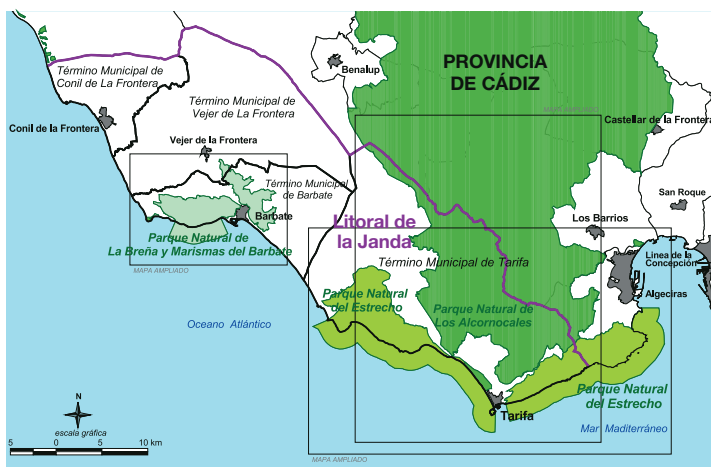 PROVINCIA
DE CÁDIZ
Benalup
Término Municipal de
Conil de La Frontera
Término Municipal de
Vejer de La Frontera
MAPA AMPLIADO
Castellar de la Frontera
Conil de la Frontera
Vejer de la Frontera
Término Municipal
de Barbate
San Roque
Barbate
Litoral de
la Janda
Los Barrios
Parque Natural de
La Breña y Marismas del Barbate
MAPA AMPLIADO
Término Municipal de Tarifa
Línea de la
Concepción
Algeciras
Parque Natural
del Estrecho
Parque Natural de
Los Alcornocales
Oceano Atlántico
Parque Natural
del Estrecho
Tarifa
Mar Maditerráneo
N
escala gráfica
5 0 5 10 km
MAPA AMPLIADO